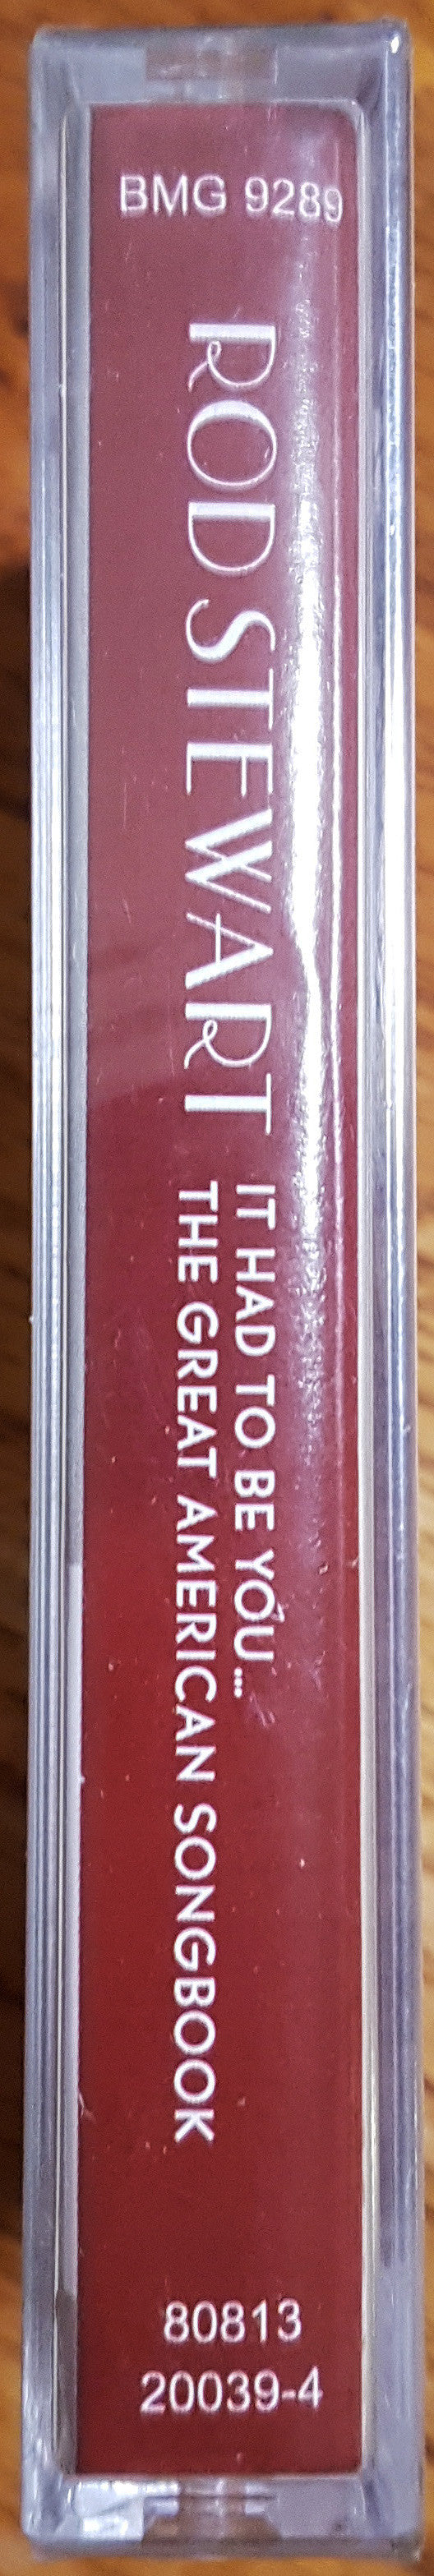 BMG 9289
ROD STEWART
IT HAD TO BE YOU...
THE GREAT AMERICAN SONGBOOK
80813
20039-4